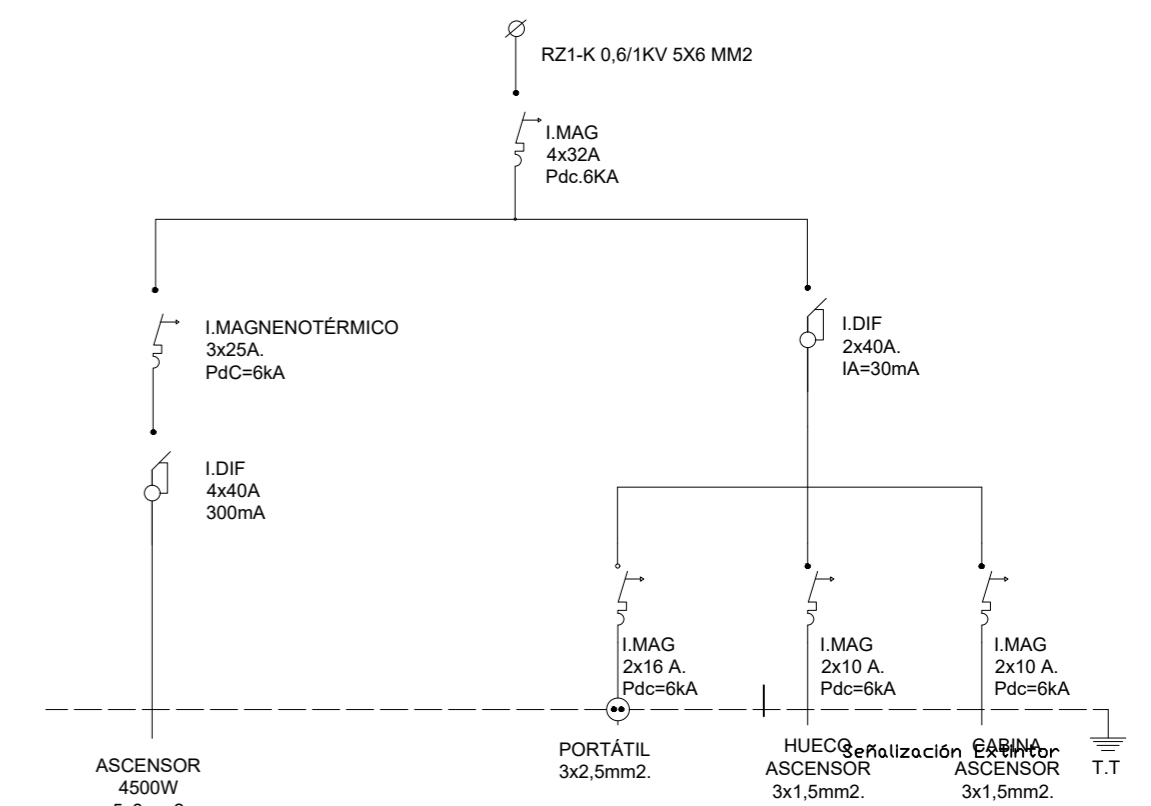 RZ1-K 0,6/1KV 5X6 MM2
I.MAG
4x32A
Pdc.6KA
I.MAGNENOTÉRMICO
3x25A.
PdC=6kA
I.DIF
2x40A.
IA=30mA
I.DIF
4x40A
300mA
I.MAG
2x16 A.
Pdc=6kA
I.MAG
2x10 A.
Pdc=6kA
I.MAG
2x10 A.
Pdc=6kA
ASCENSOR
4500W
PORTÁTIL
3x2,5mm2.
HUECO
ASCENSOR
3x1,5mm2.
Señalización Extintor
CABINA
ASCENSOR
3x1,5mm2.
T.T